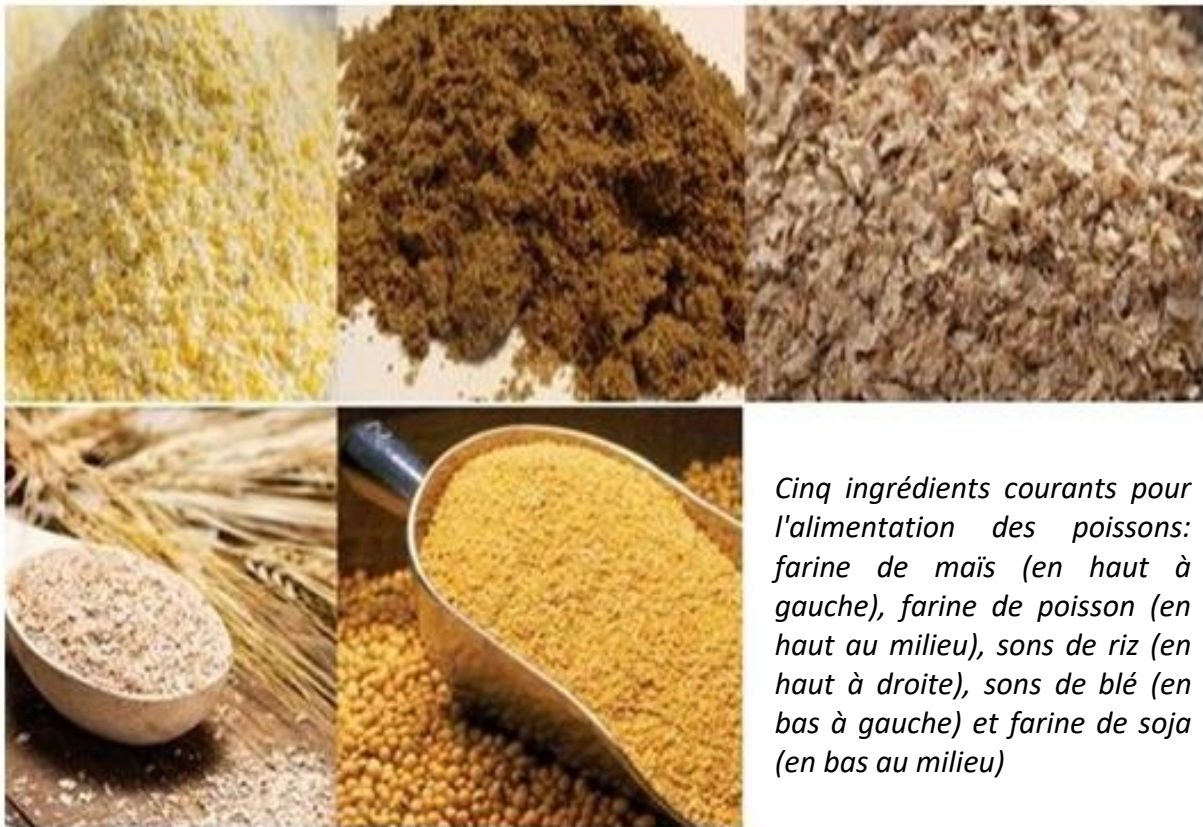 Cinq ingrédients courants pour
l'alimentation des poissons:
farine de maïs (en haut à
gauche), farine de poisson (en
haut au milieu), sons de riz (en
haut à droite), sons de blé (en
bas à gauche) et farine de soja
(en bas au milieu)